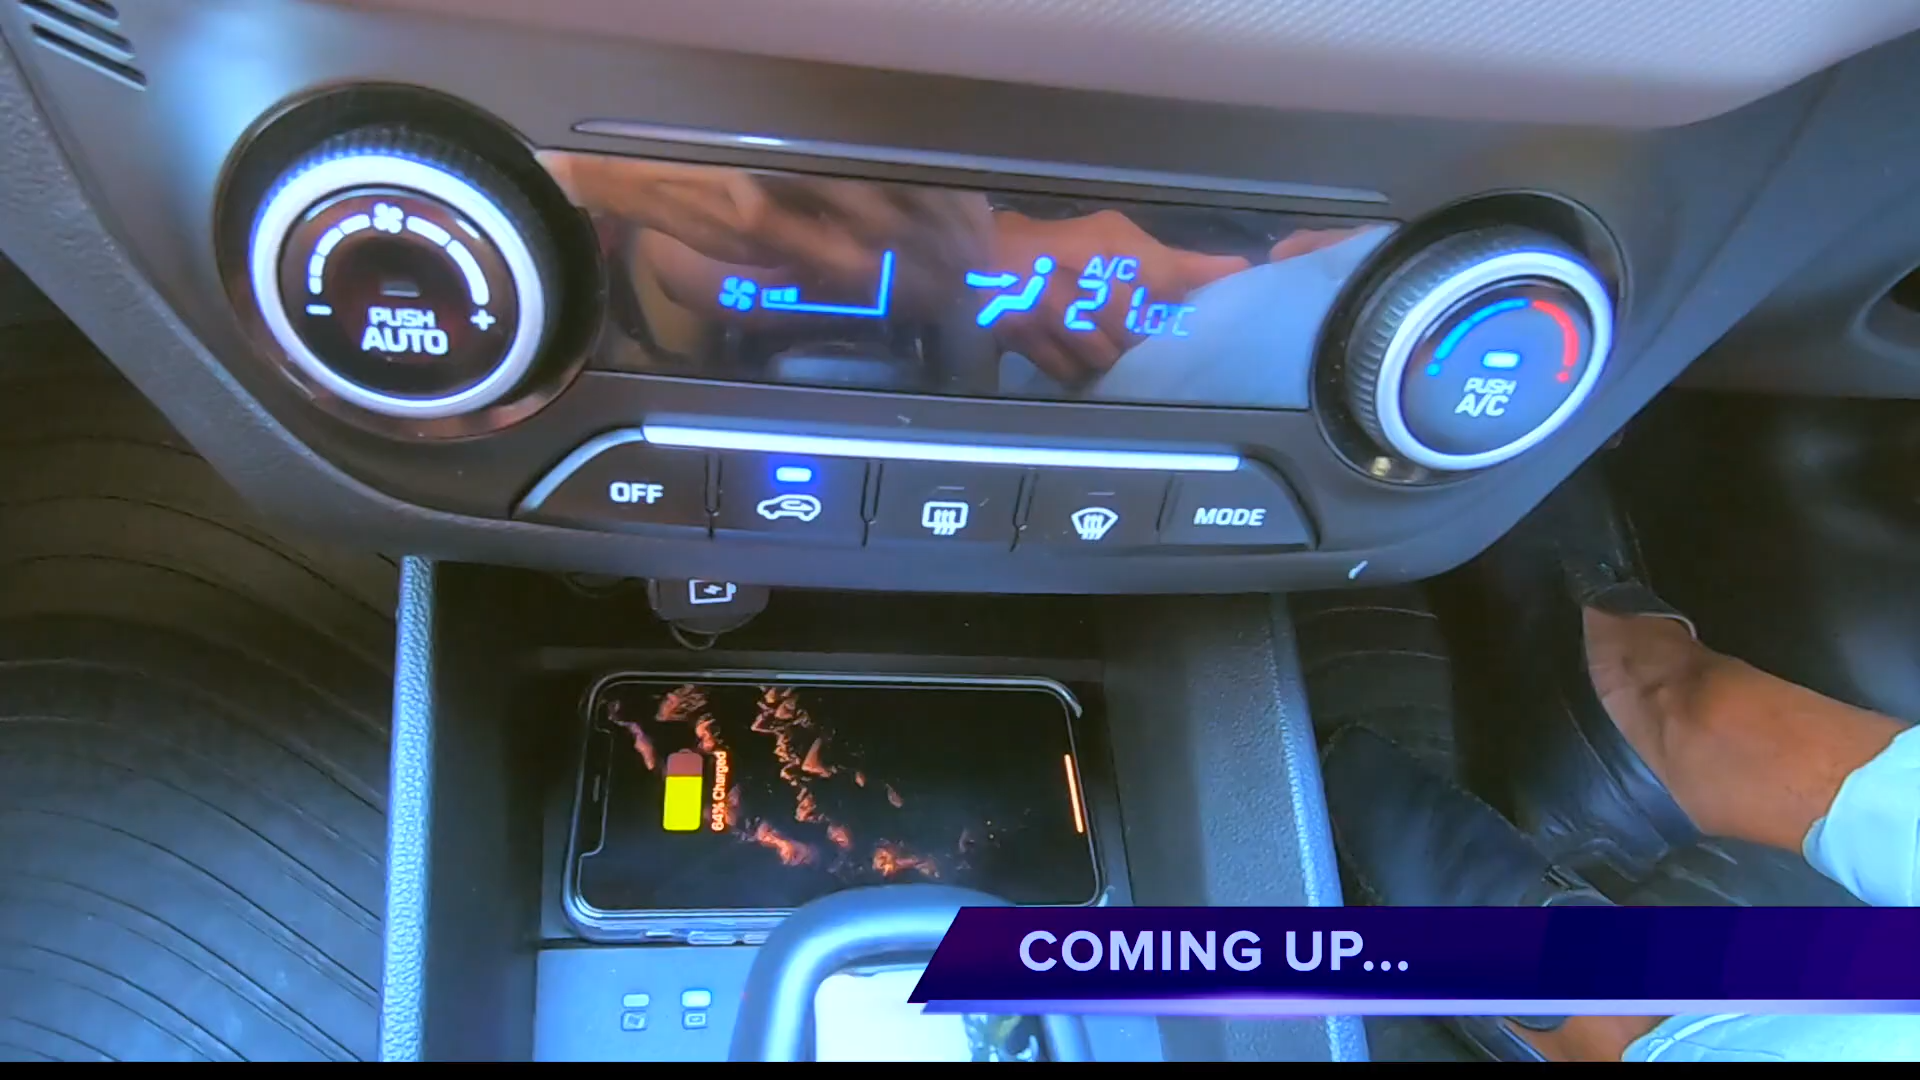 PUSH
AUTO
A/C
21.0°C
PUSH
A/C
OFF
MODE
64% Charged
COMING UP...